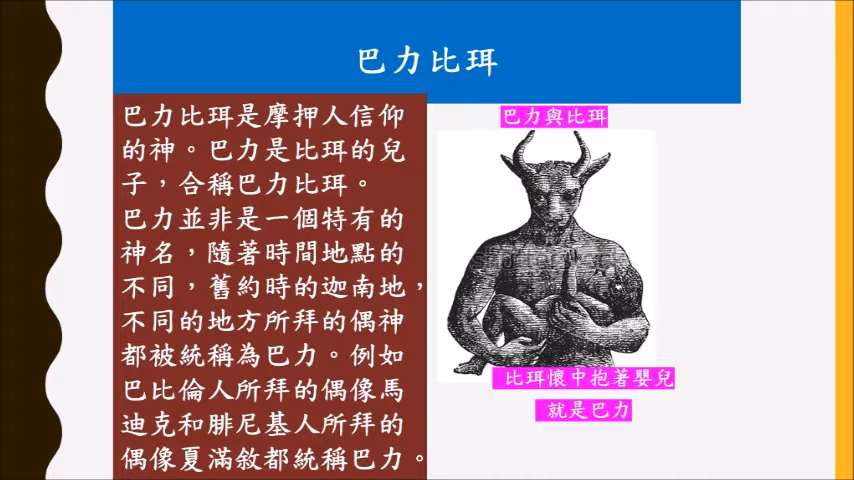 巴力比珥
巴力比珥是摩押人信仰
的神。巴力是比珥的兒
子，合稱巴力比珥。
巴力並非是一個特有的
神名，隨著時間地點的
不同，舊約時的迦南地，
不同的地方所拜的偶神
都被統稱為巴力。例如
巴比倫人所拜的偶像馬
迪克和腓尼基人所拜的
偶像夏滿敘都統稱巴力。
巴力與比珥
比珥懷中抱著嬰兒
就是巴力